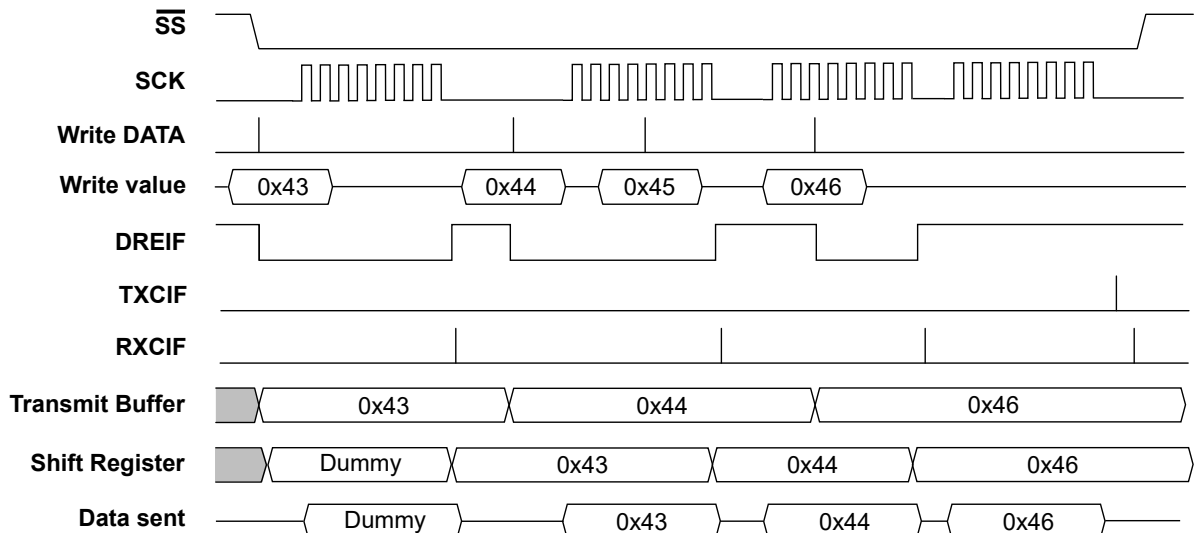 SS
SCK
Write DATA
Write value 0x43 0x44 0x45 0x46
DREIF
TXCIF
RXCIF
Transmit Buffer 0x43 0x44 0x46
Shift Register Dummy 0x43 0x44 0x46
Data sent Dummy 0x43 0x44 0x46